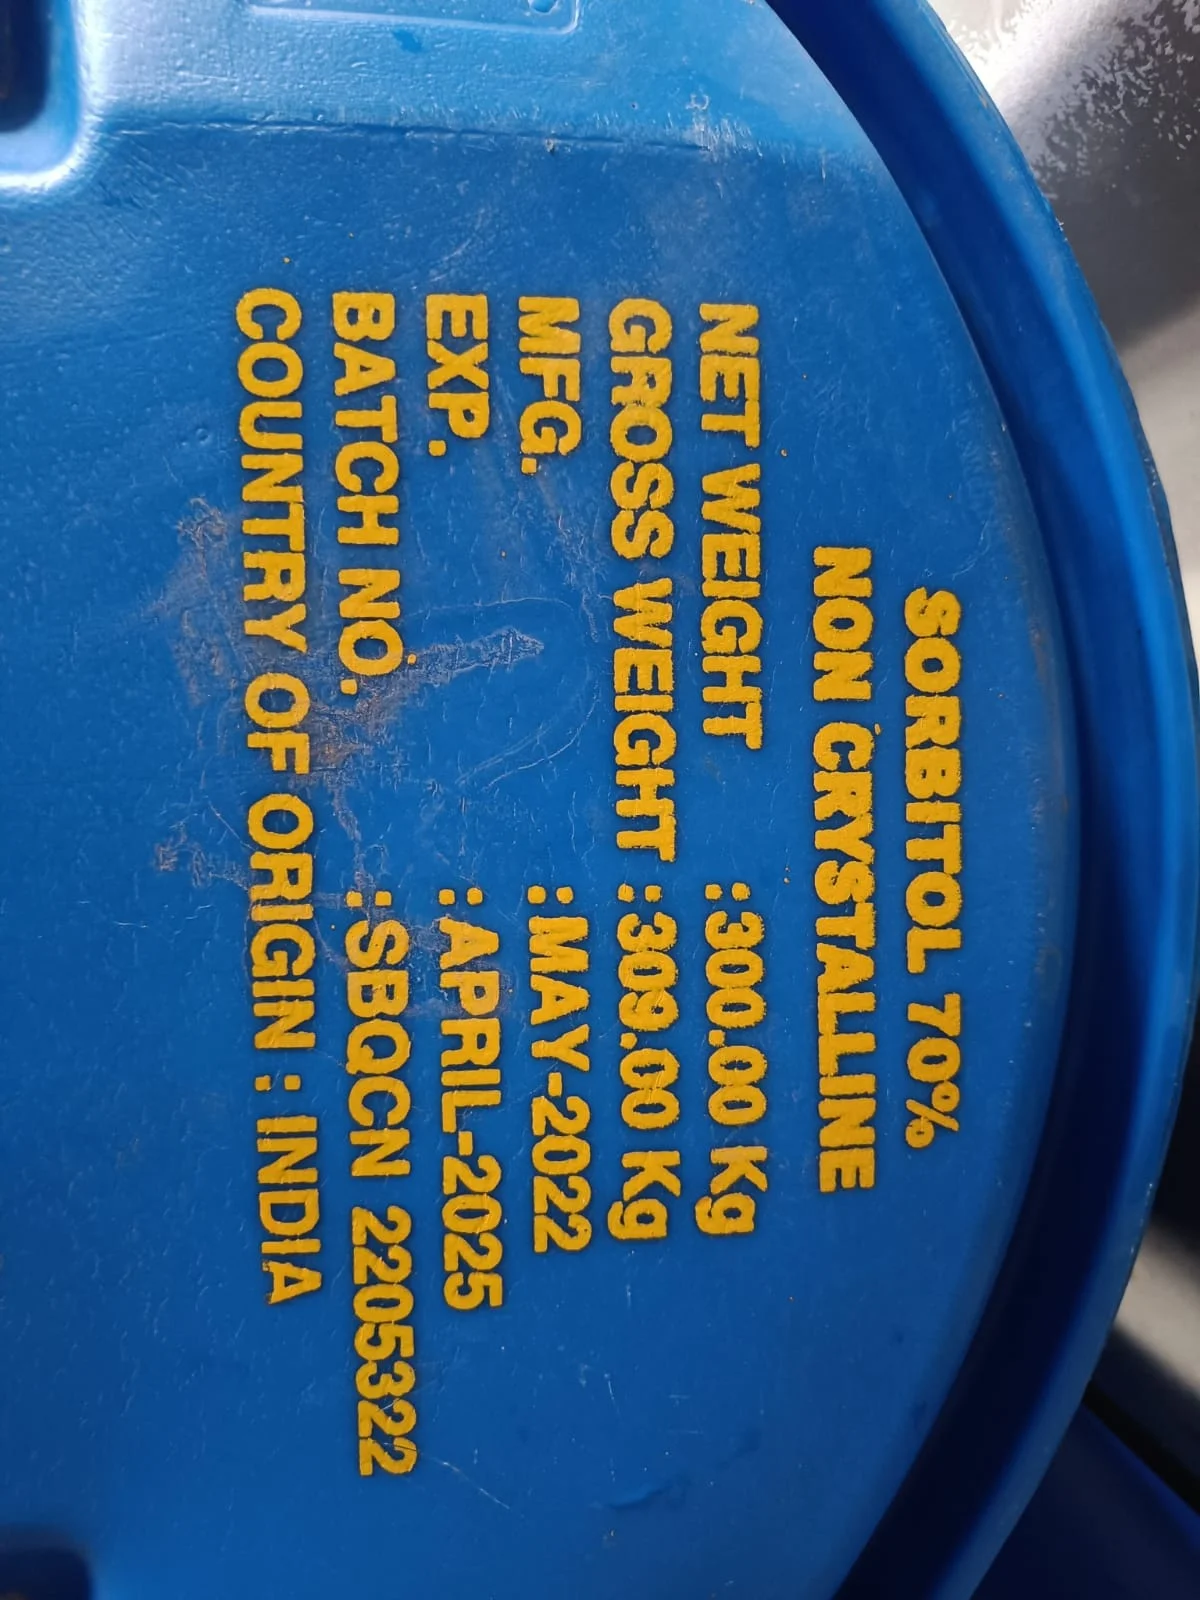 SORBITOL 70%
NON CRYSTALLINE
NET WEIGHT :300.00 Kg
GROSS WEIGHT :309.00 Kg
MFG. :MAY-2022
EXP. :APRIL-2025
BATCH NO. :SBQCN 2205322
COUNTRY OF ORIGIN : INDIA